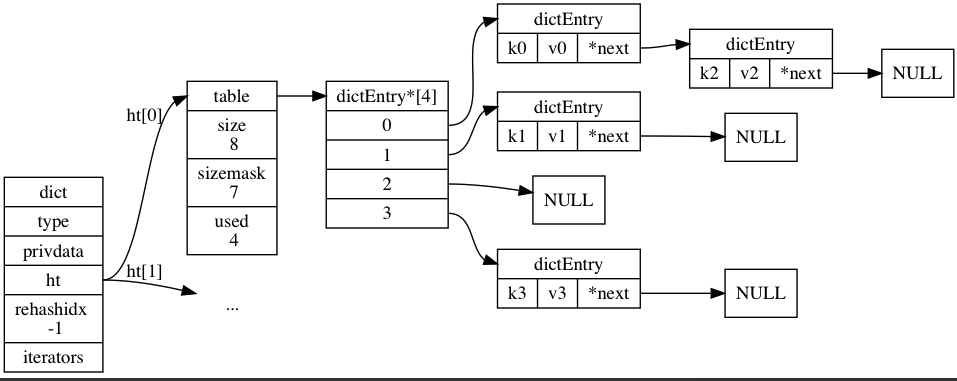 dict
type
privdata
ht
rehashidx
-1
iterators
ht[0]
ht[1]
table
size
8
sizemask
7
used
4
...
dictEntry*[4]
0
1
2
3
dictEntry
k0 v0 *next
dictEntry
k2 v2 *next
NULL
dictEntry
k1 v1 *next
NULL
NULL
dictEntry
k3 v3 *next
NULL